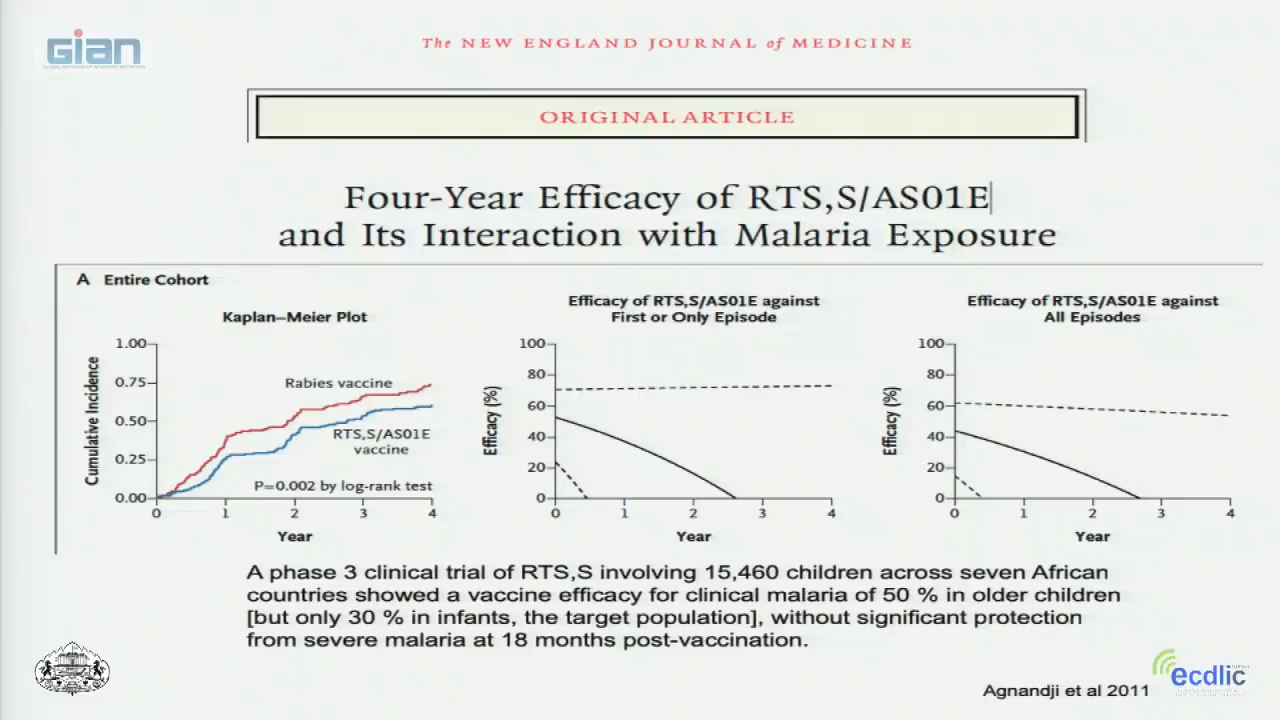 GIAN
The NEW ENGLAND JOURNAL of MEDICINE
ORIGINAL ARTICLE
Four-Year Efficacy of RTS,S/AS01E
and Its Interaction with Malaria Exposure
A Entire Cohort
Kaplan–Meier Plot
Cumulative Incidence
1.00
0.75
0.50
0.25
0.00
Rabies vaccine
RTS,S/AS01E
vaccine
P=0.002 by log-rank test
0 1 2 3 4
Year
Efficacy of RTS,S/AS01E against
First or Only Episode
Efficacy (%)
100
80
60
40
20
0
0 1 2 3 4
Year
Efficacy of RTS,S/AS01E against
All Episodes
Efficacy (%)
100
80
60
40
20
0
0 1 2 3 4
Year
A phase 3 clinical trial of RTS,S involving 15,460 children across seven African
countries showed a vaccine efficacy for clinical malaria of 50 % in older children
[but only 30 % in infants, the target population], without significant protection
from severe malaria at 18 months post-vaccination.
Agnandji et al 2011
ecdlic